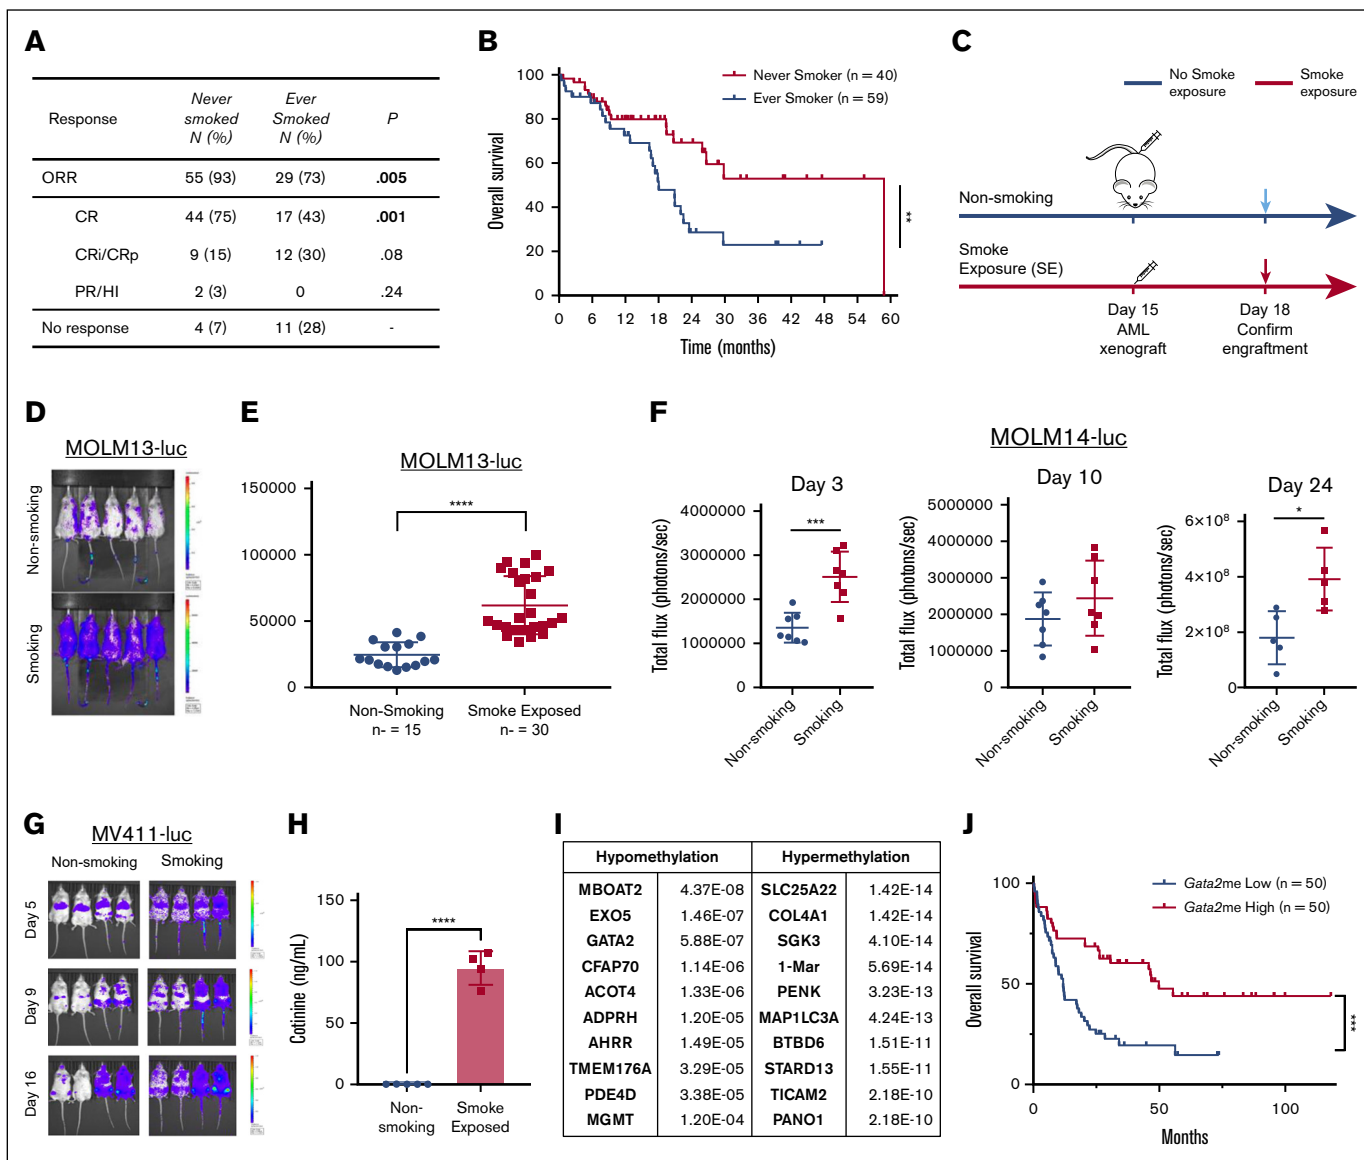 A
Response
Never smoked N (%)
Ever Smoked N (%)
P
ORR 55 (93) 29 (73) .005
CR 44 (75) 17 (43) .001
CRi/CRp 9 (15) 12 (30) .08
PR/HI 2 (3) 0 .24
No response 4 (7) 11 (28) -
B
Never Smoker (n = 40)
Ever Smoker (n = 59)
Overall survival
100
80
60
40
20
0
0 6 12 18 24 30 36 42 48 54 60
Time (months)
**
C
No Smoke exposure
Smoke exposure
Non-smoking
Smoke
Exposure (SE)
Day 15
AML
xenograft
Day 18
Confirm
engraftment
D
MOLM13-luc
Non-smoking
Smoking
E
MOLM13-luc
150000
100000
50000
0
****
Non-Smoking
n- = 15
Smoke Exposed
n- = 30
F
MOLM14-luc
Day 3
Total flux (photons/sec)
4000000
3000000
2000000
1000000
0
***
Non-smoking
Smoking
Day 10
Total flux (photons/sec)
5000000
4000000
3000000
2000000
1000000
0
Non-smoking
Smoking
Day 24
Total flux (photons/sec)
6×10⁸
4×10⁸
2×10⁸
0
*
Non-smoking
Smoking
G
MV411-luc
Non-smoking Smoking
Day 5
Day 9
Day 16
H
Cotinine (ng/mL)
150
100
50
0
****
Non-
smoking
Smoke
Exposed
I
Hypomethylation Hypermethylation
MBOAT2 4.37E-08 SLC25A22 1.42E-14
EXO5 1.46E-07 COL4A1 1.42E-14
GATA2 5.88E-07 SGK3 4.10E-14
CFAP70 1.14E-06 1-Mar 5.69E-14
ACOT4 1.33E-06 PENK 3.23E-13
ADPRH 1.20E-05 MAP1LC3A 4.24E-13
AHRR 1.49E-05 BTBD6 1.51E-11
TMEM176A 3.29E-05 STARD13 1.55E-11
PDE4D 3.38E-05 TICAM2 2.18E-10
MGMT 1.20E-04 PANO1 2.18E-10
J
Gata2me Low (n = 50)
Gata2me High (n = 50)
Overall survival
100
50
0
0 50 100
Months
***